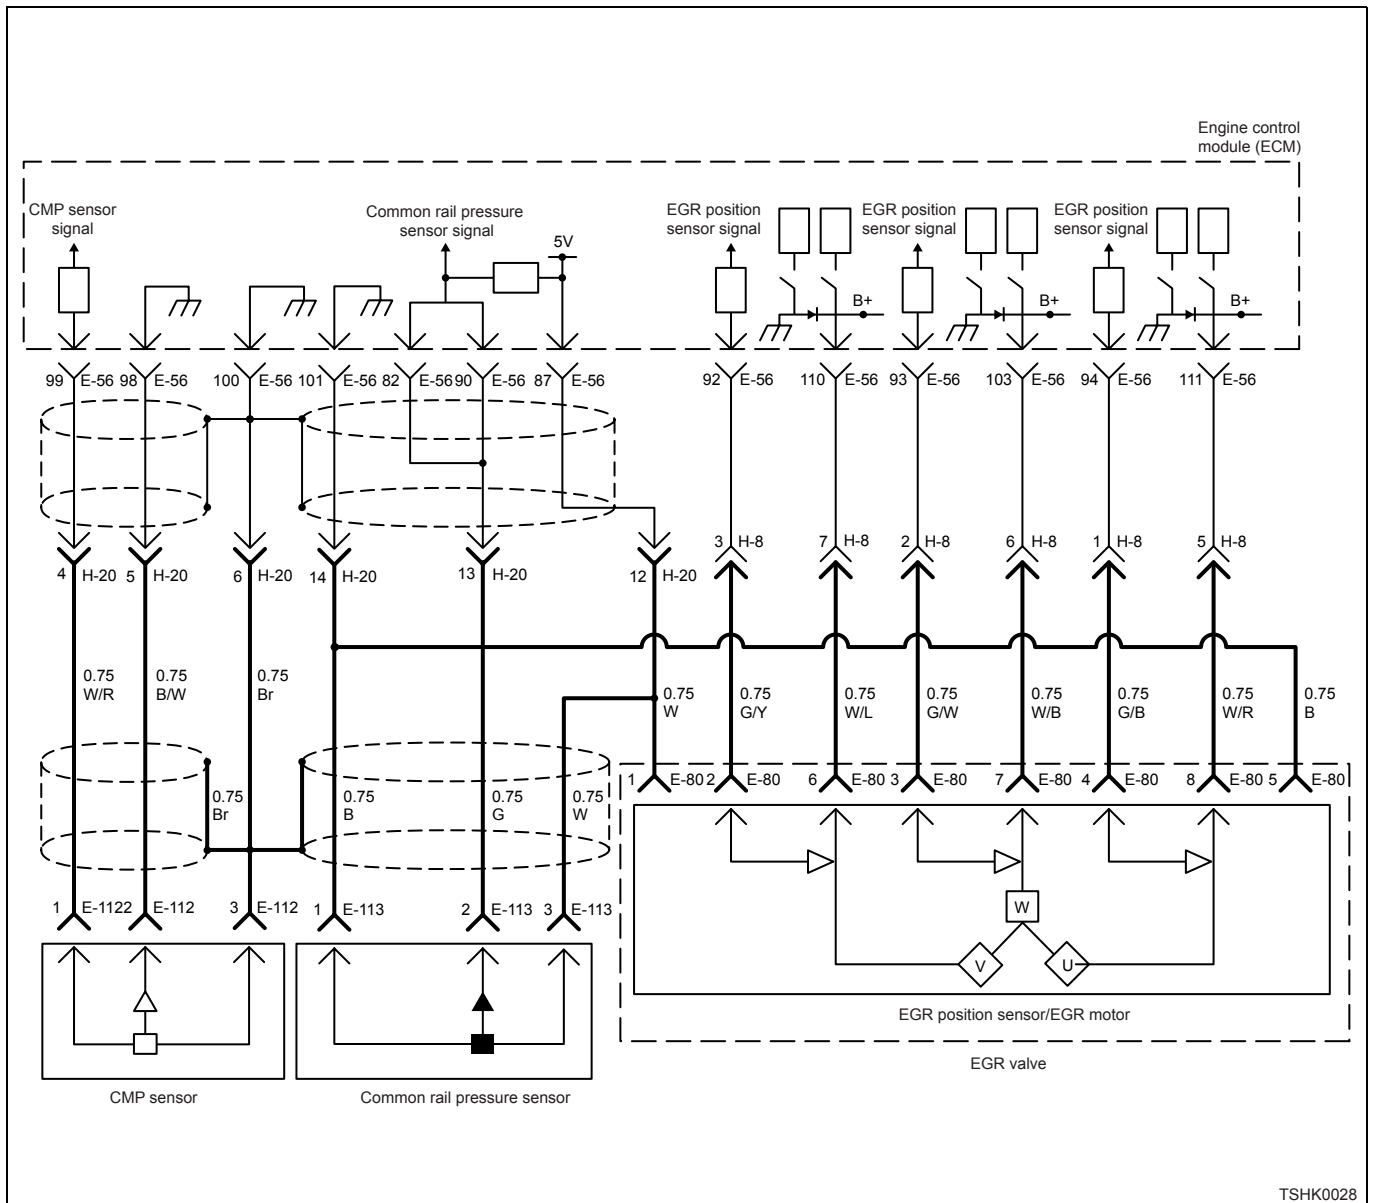 Engine control
module (ECM)
CMP sensor
signal
Common rail pressure
sensor signal
5V
EGR position
sensor signal
EGR position
sensor signal
EGR position
sensor signal
B+
B+
B+
99 E-56 98 E-56 100 E-56 101 E-56 82 E-56 90 E-56 87 E-56 92 E-56 110 E-56 93 E-56 103 E-56 94 E-56 111 E-56
3 H-8 7 H-8 2 H-8 6 H-8 1 H-8 5 H-8
4 H-20 5 H-20 6 H-20 14 H-20 13 H-20 12 H-20
0.75
W/R
0.75
B/W
0.75
Br
0.75
W
0.75
G/Y
0.75
W/L
0.75
G/W
0.75
W/B
0.75
G/B
0.75
W/R
0.75
B
1 E-80 2 E-80 6 E-80 3 E-80 7 E-80 4 E-80 8 E-80 5 E-80
0.75
Br
0.75
B
0.75
G
0.75
W
1 E-112 2 E-112 3 E-112 1 E-113 2 E-113 3 E-113
W
V
U
EGR position sensor/EGR motor
EGR valve
CMP sensor
Common rail pressure sensor
TSHK0028